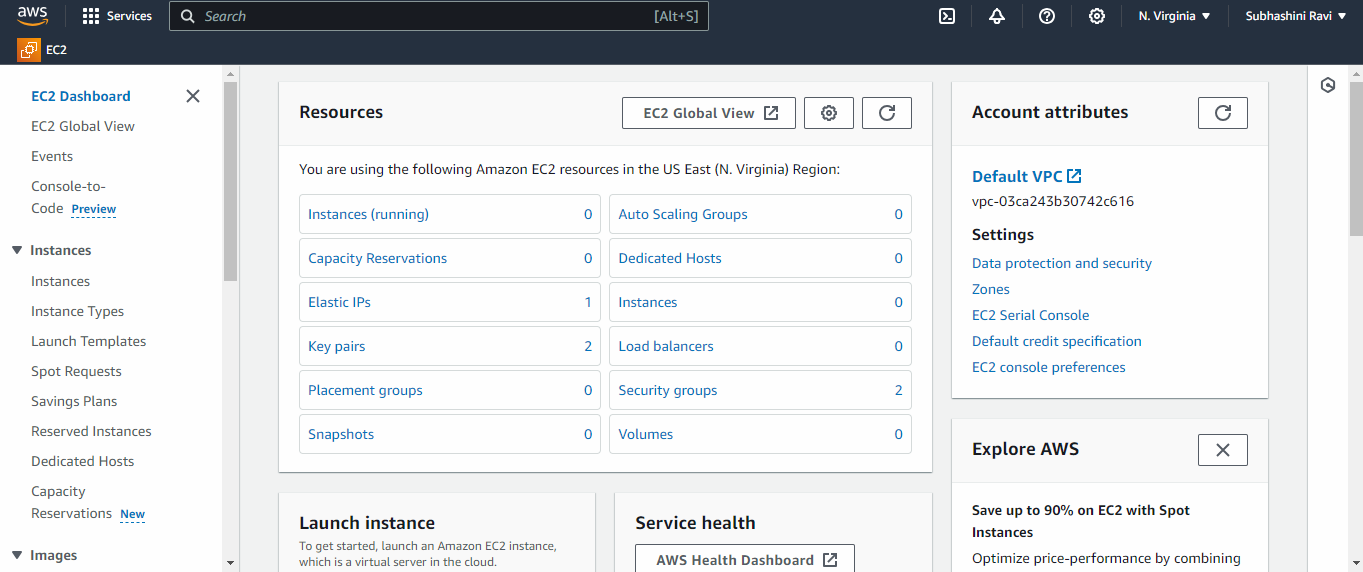 aws
Services
Search
[Alt+S]
N. Virginia
Subhashini Ravi
EC2
EC2 Dashboard
EC2 Global View
Events
Console-to-
Code Preview
Instances
Instances
Instance Types
Launch Templates
Spot Requests
Savings Plans
Reserved Instances
Dedicated Hosts
Capacity
Reservations New
Images
Resources
EC2 Global View
You are using the following Amazon EC2 resources in the US East (N. Virginia) Region:
Instances (running) 0
Auto Scaling Groups 0
Capacity Reservations 0
Dedicated Hosts 0
Elastic IPs 1
Instances 0
Key pairs 2
Load balancers 0
Placement groups 0
Security groups 2
Snapshots 0
Volumes 0
Launch instance
To get started, launch an Amazon EC2 instance,
which is a virtual server in the cloud.
Service health
AWS Health Dashboard
Account attributes
Default VPC
vpc-03ca243b30742c616
Settings
Data protection and security
Zones
EC2 Serial Console
Default credit specification
EC2 console preferences
Explore AWS
Save up to 90% on EC2 with Spot
Instances
Optimize price-performance by combining